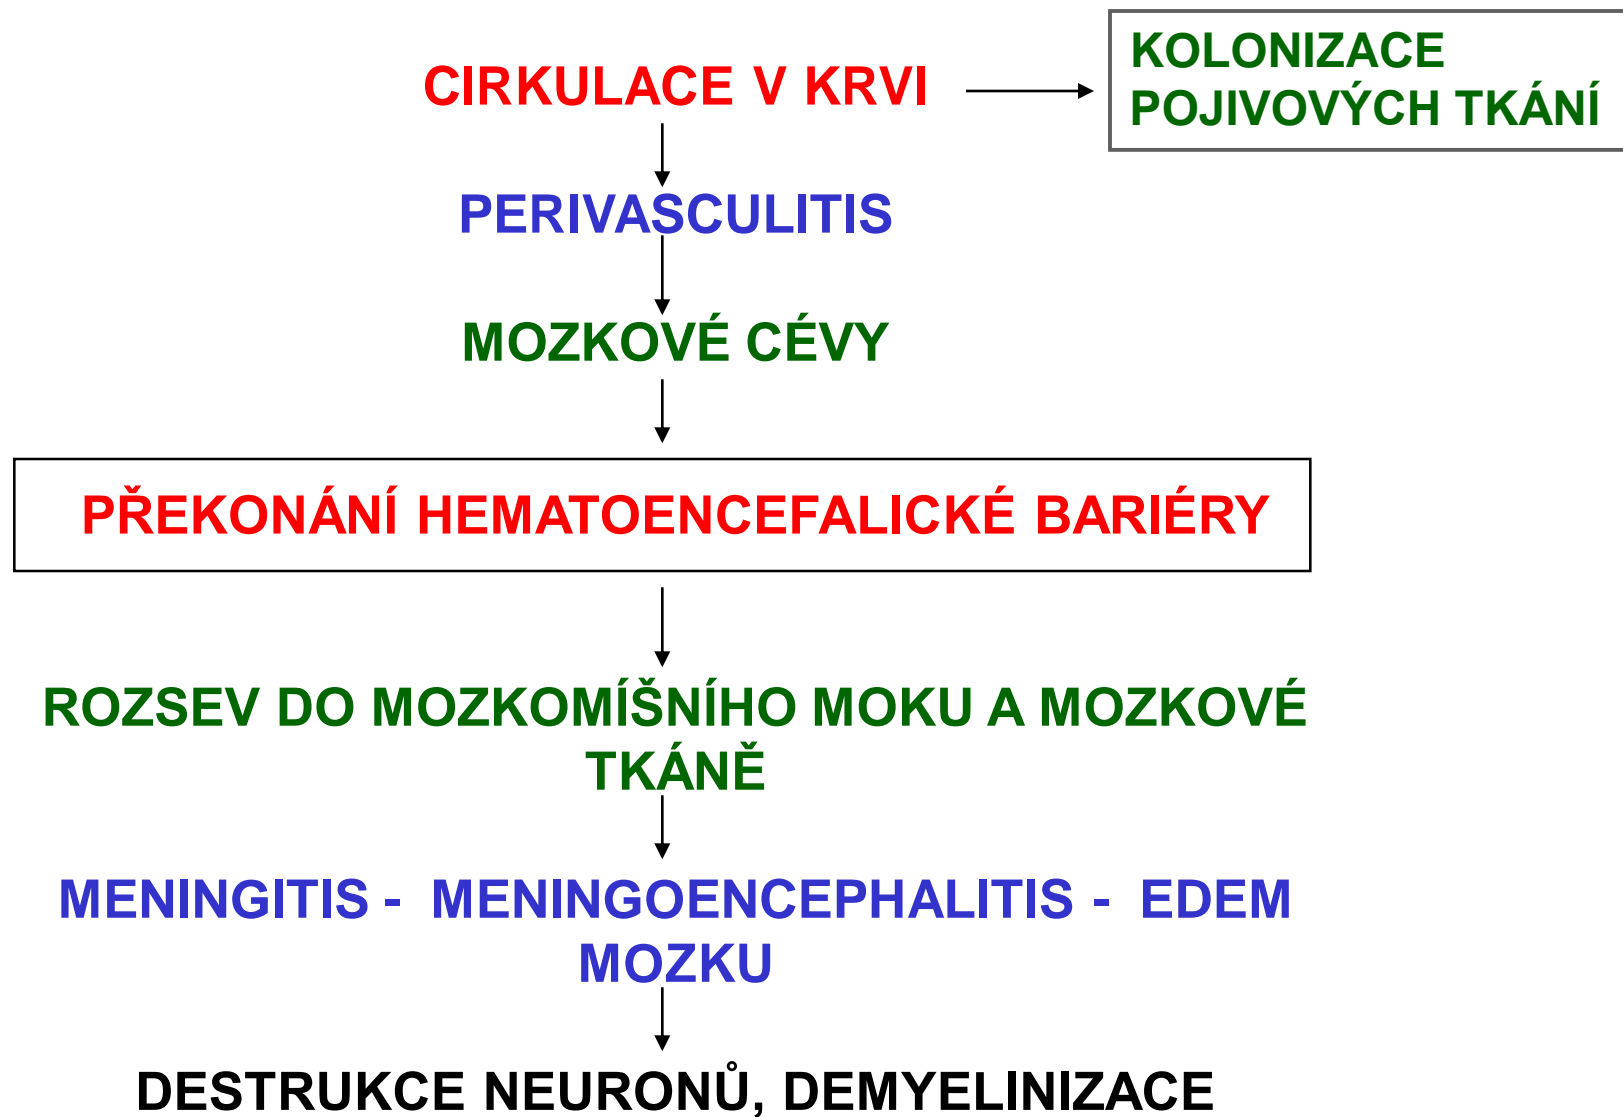 CIRKULACE V KRVI
KOLONIZACE
POJIVOVÝCH TKÁNÍ
PERIVASCULITIS
MOZKOVÉ CÉVY
PŘEKONÁNÍ HEMATOENCEFALICKÉ BARIÉRY
ROZSEV DO MOZKOMÍŠNÍHO MOKU A MOZKOVÉ
TKÁNĚ
MENINGITIS - MENINGOENCEPHALITIS - EDEM
MOZKU
DESTRUKCE NEURONŮ, DEMYELINIZACE